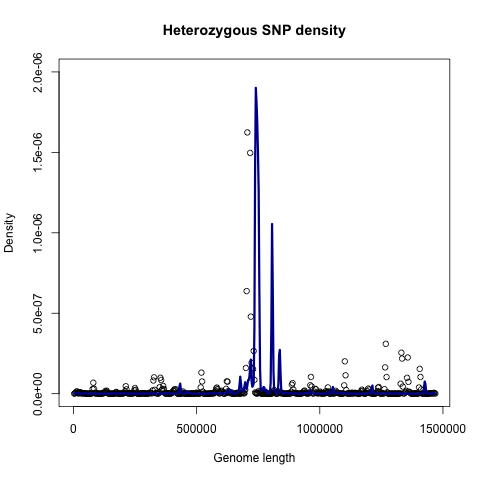 Heterozygous SNP density
Density
2.0e-06
1.5e-06
1.0e-06
5.0e-07
0.0e+00
0 500000 1000000 1500000
Genome length